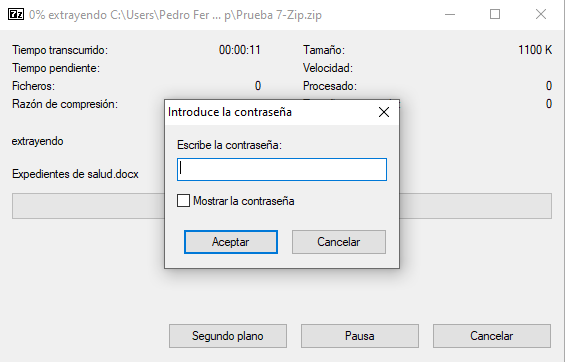 7z 0% extrayendo C:\Users\Pedro Fer ... p\Prueba 7-Zip.zip
Tiempo transcurrido: 00:00:11 Tamaño: 1100 K
Tiempo pendiente: Velocidad:
Ficheros: 0 Procesado: 0
Razón de compresión: 0
Introduce la contraseña
extrayendo
Escribe la contraseña:
Expedientes de salud.docx
Mostrar la contraseña
Aceptar Cancelar
Segundo plano Pausa Cancelar